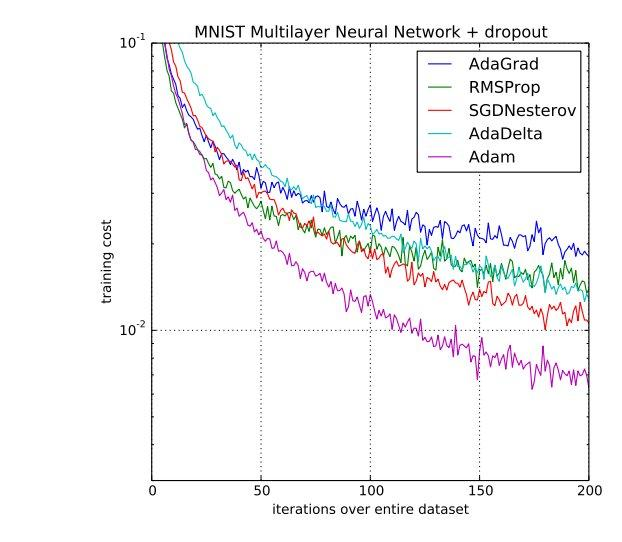 MNIST Multilayer Neural Network + dropout
10⁻¹
AdaGrad
RMSProp
SGDNesterov
AdaDelta
Adam
training cost
10⁻²
0 50 100 150 200
iterations over entire dataset